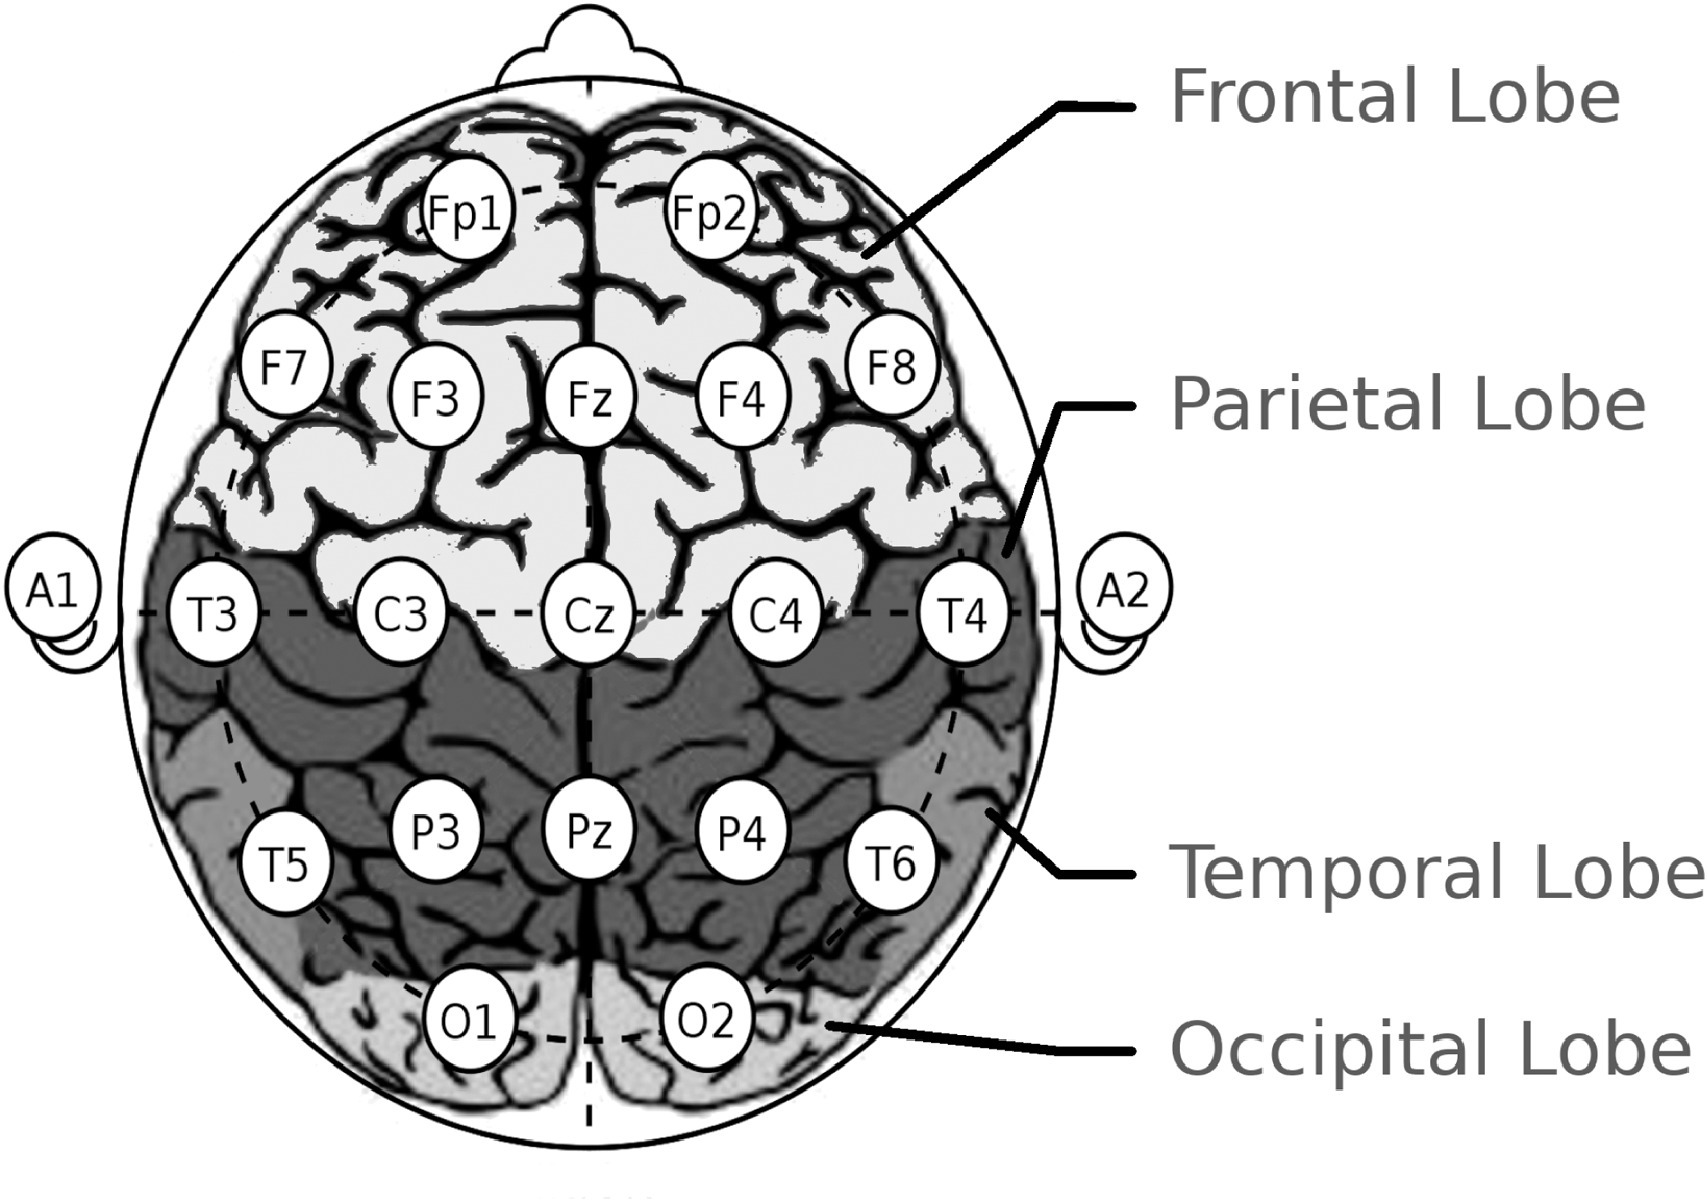 Frontal Lobe
Fp1 Fp2
F7 F3 Fz F4 F8
Parietal Lobe
A1 T3 C3 Cz C4 T4 A2
T5 P3 Pz P4 T6
Temporal Lobe
O1 O2
Occipital Lobe